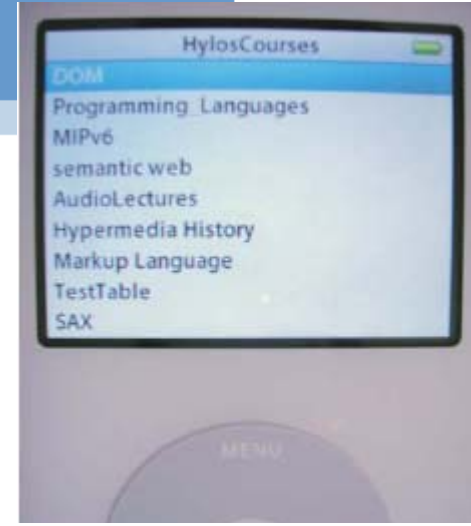 HylosCourses
DOM
Programming_Languages
MIPv6
semantic web
AudioLectures
Hypermedia History
Markup Language
TestTable
SAX
MENU